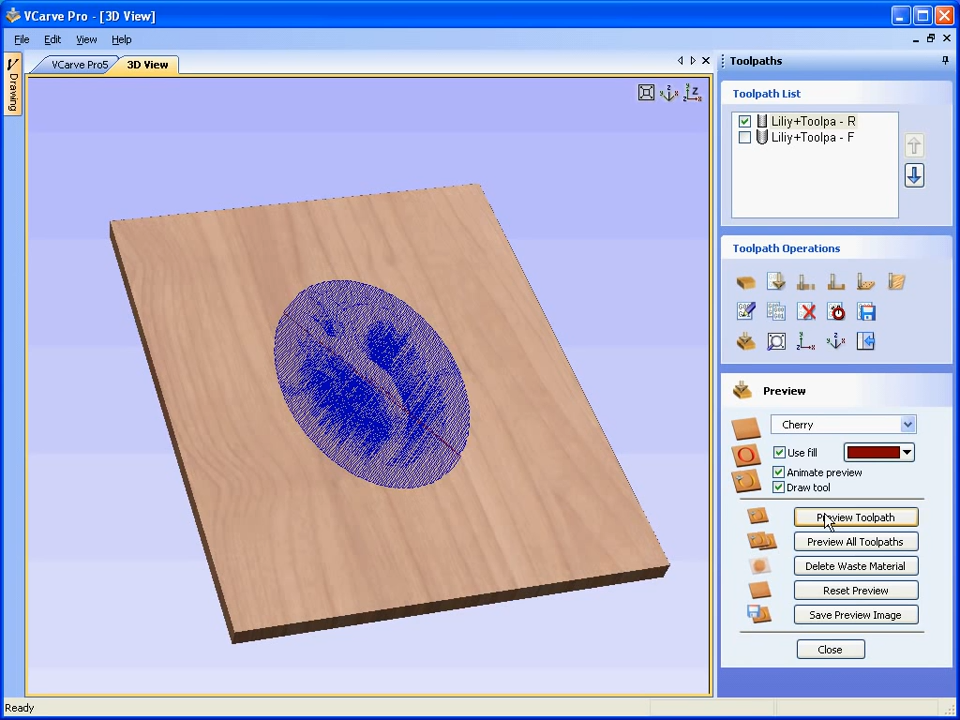 VCarve Pro - [3D View]
File Edit View Help
VCarve Pro5 3D View
V Drawing
Toolpaths
Toolpath List
Liliy+Toolpa - R
Liliy+Toolpa - F
Toolpath Operations
Preview
Cherry
Use fill
Animate preview
Draw tool
Preview Toolpath
Preview All Toolpaths
Delete Waste Material
Reset Preview
Save Preview Image
Close
Ready